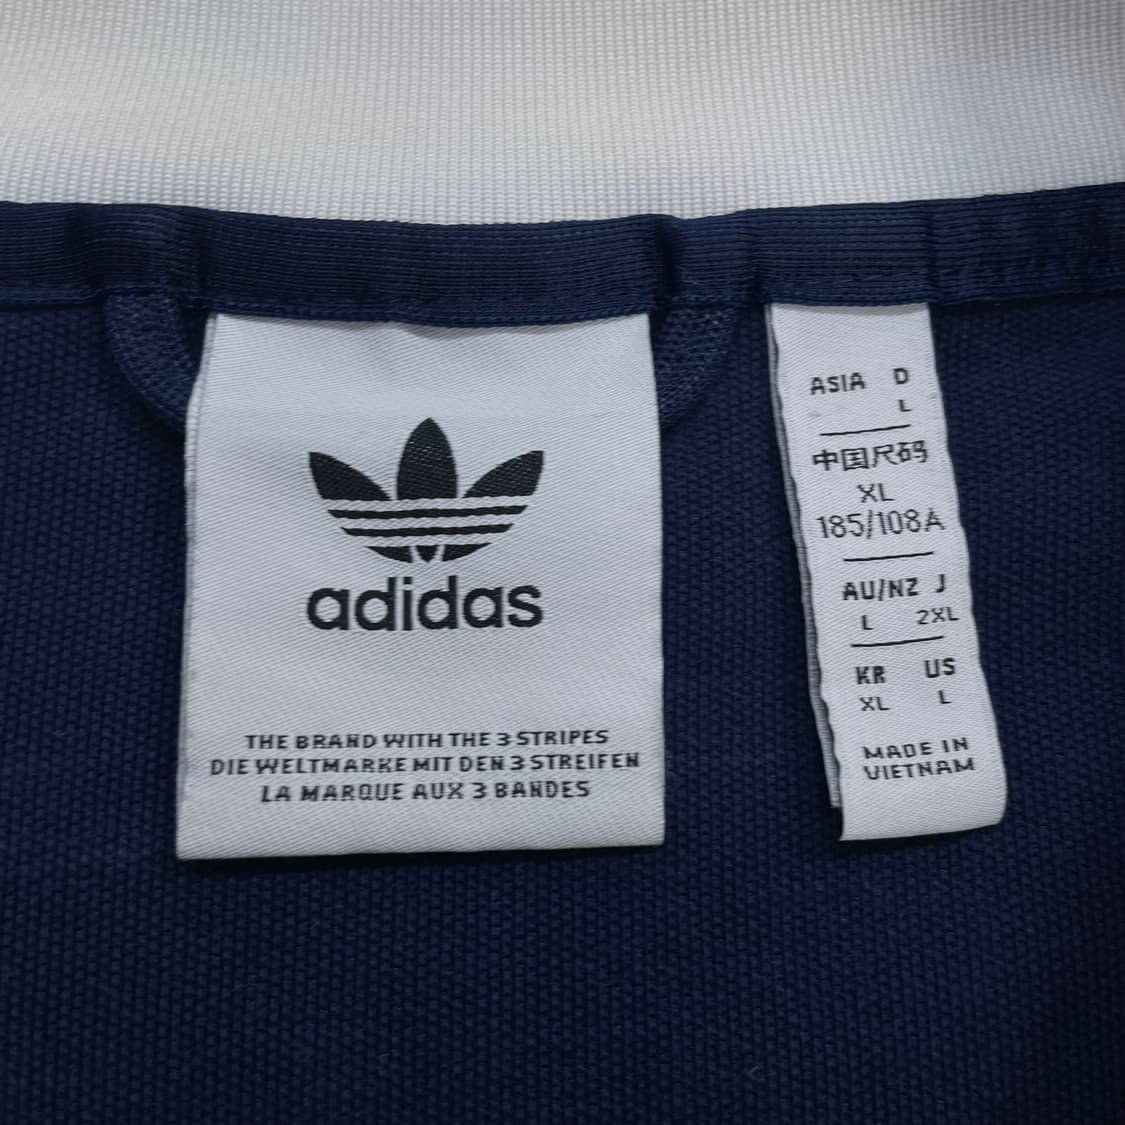 adidas
THE BRAND WITH THE 3 STRIPES
DIE WELTMARKE MIT DEN 3 STREIFEN
LA MARQUE AUX 3 BANDES
ASIA D
L
中国尺码
XL
185/108A
AU/NZ J
L 2XL
KR US
XL L
MADE IN
VIETNAM